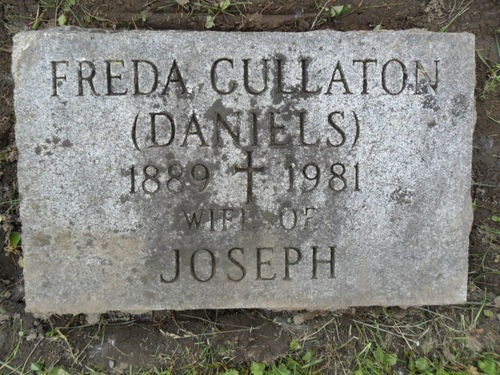 FREDA CULLATON
(DANIELS)
1889 † 1981
WIFE OF
JOSEPH